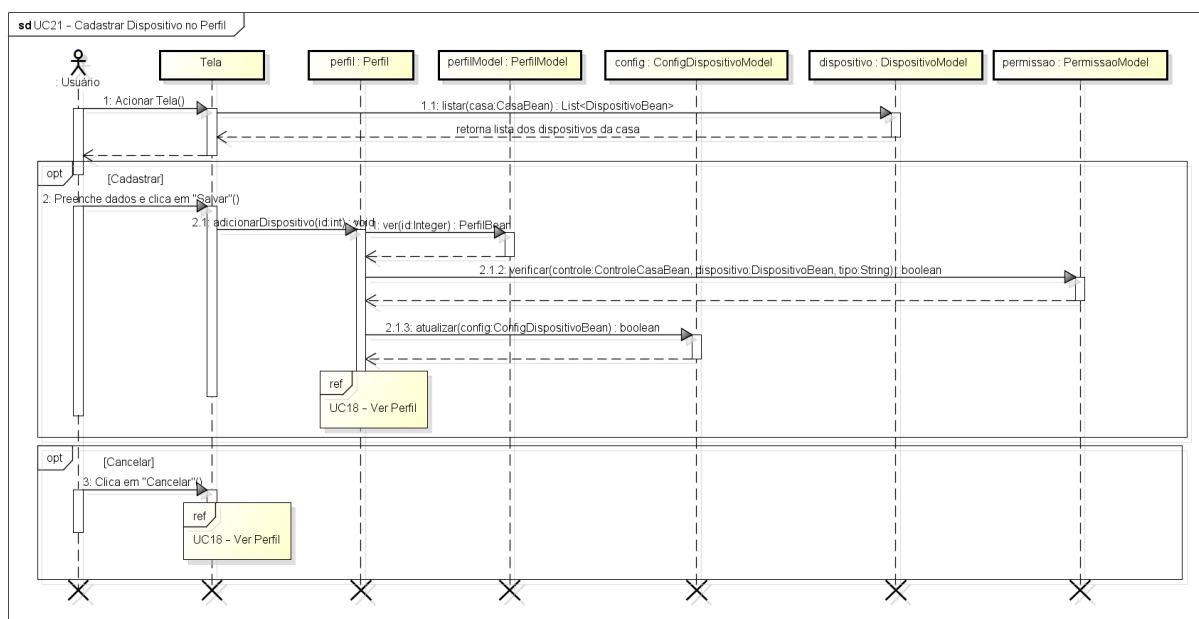 sd UC21 - Cadastrar Dispositivo no Perfil
: Usuário
Tela
perfil : Perfil
perfilModel : PerfilModel
config : ConfigDispositivoModel
dispositivo : DispositivoModel
permissao : PermissaoModel
1: Acionar Tela()
1.1: listar(casa:CasaBean) : List<DispositivoBean>
retorna lista dos dispositivos da casa
opt
[Cadastrar]
2: Preenche dados e clica em "Salvar"()
2.1: adicionarDispositivo(id:int) : void
1: ver(id:Integer) : PerfilBean
2.1.2: verificar(controle:ControleCasaBean, dispositivo:DispositivoBean, tipo:String) : boolean
2.1.3: atualizar(config:ConfigDispositivoBean) : boolean
ref
UC18 - Ver Perfil
opt
[Cancelar]
3: Clica em "Cancelar"()
ref
UC18 - Ver Perfil